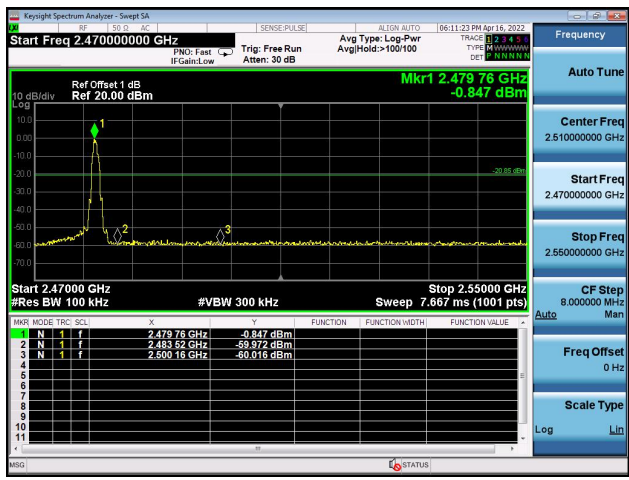 Keysight Spectrum Analyzer - Swept SA
RF 50 Ω AC SENSE:PULSE ALIGN AUTO 06:11:23 PM Apr 16, 2022
Start Freq 2.470000000 GHz
PNO: Fast
IFGain:Low
Trig: Free Run
Atten: 30 dB
Avg Type: Log-Pwr
Avg|Hold:>100/100
TRACE 1 2 3 4 5 6
TYPE M W W W W W
DET P N N N N N
Ref Offset 1 dB
10 dB/div Ref 20.00 dBm
Log
Mkr1 2.479 76 GHz
-0.847 dBm
10.0
0.00
-10.0
-20.0
-30.0
-40.0
-50.0
-60.0
-70.0
1
2
3
-20.85 dBm
Start 2.47000 GHz Stop 2.55000 GHz
#Res BW 100 kHz #VBW 300 kHz Sweep 7.667 ms (1001 pts)
MKR MODE TRC SCL X Y FUNCTION FUNCTION WIDTH FUNCTION VALUE
1 N 1 f 2.479 76 GHz -0.847 dBm
2 N 1 f 2.483 52 GHz -59.972 dBm
3 N 1 f 2.500 16 GHz -60.016 dBm
4
5
6
7
8
9
10
11
MSG STATUS
Frequency
Auto Tune
Center Freq
2.510000000 GHz
Start Freq
2.470000000 GHz
Stop Freq
2.550000000 GHz
CF Step
8.000000 MHz
Auto Man
Freq Offset
0 Hz
Scale Type
Log Lin